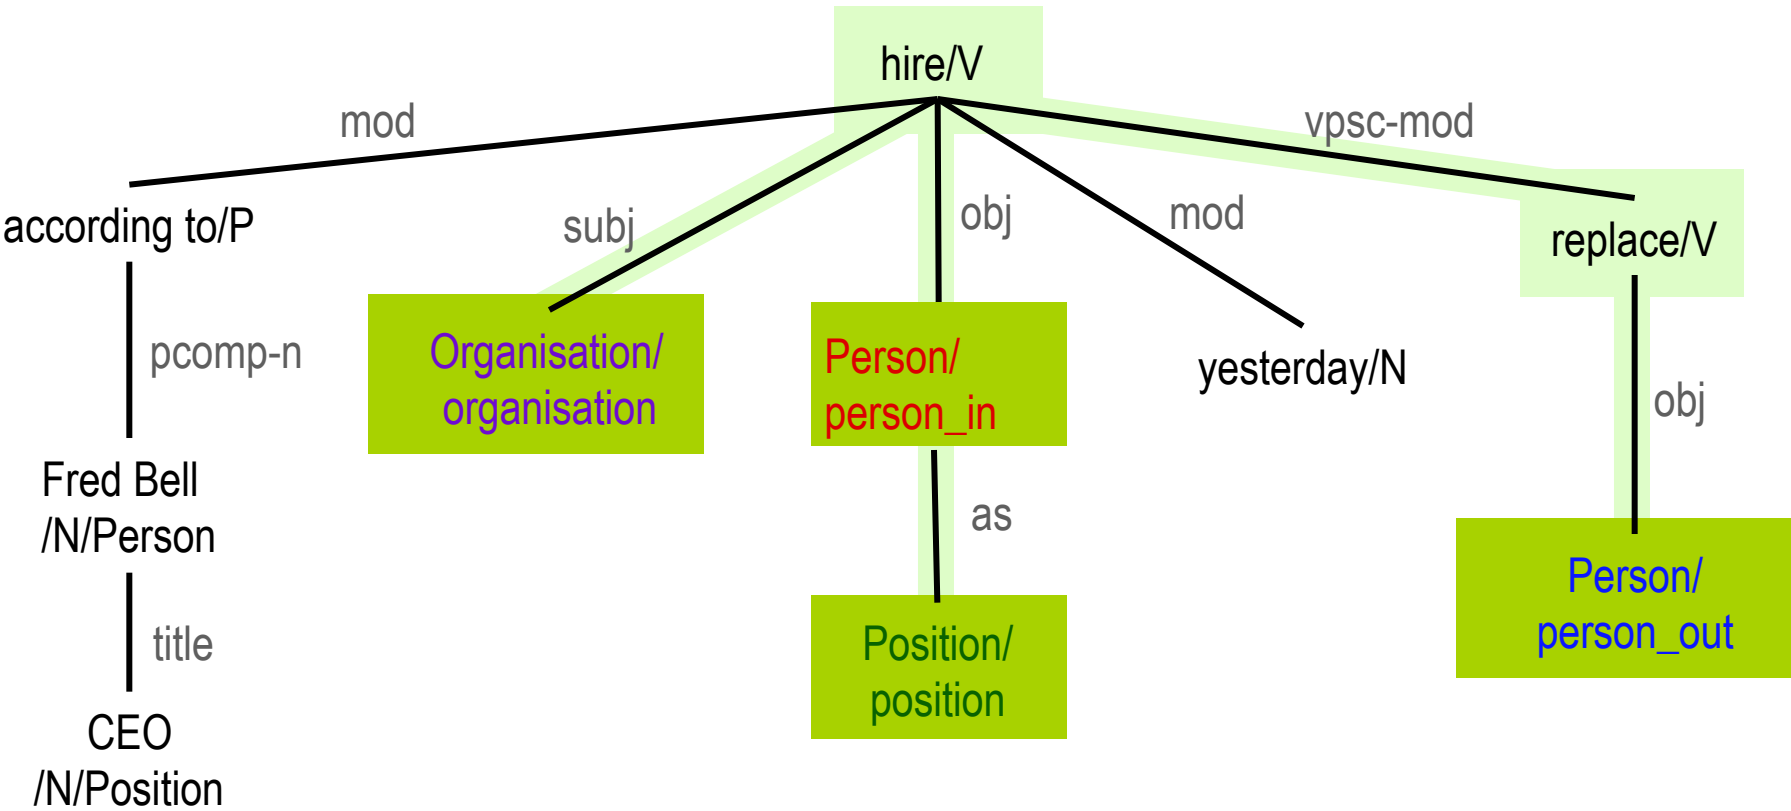 hire/V
mod
vpsc-mod
according to/P
subj
obj
mod
replace/V
pcomp-n
Organisation/
organisation
Person/
person_in
yesterday/N
obj
Fred Bell
/N/Person
as
Person/
person_out
title
Position/
position
CEO
/N/Position